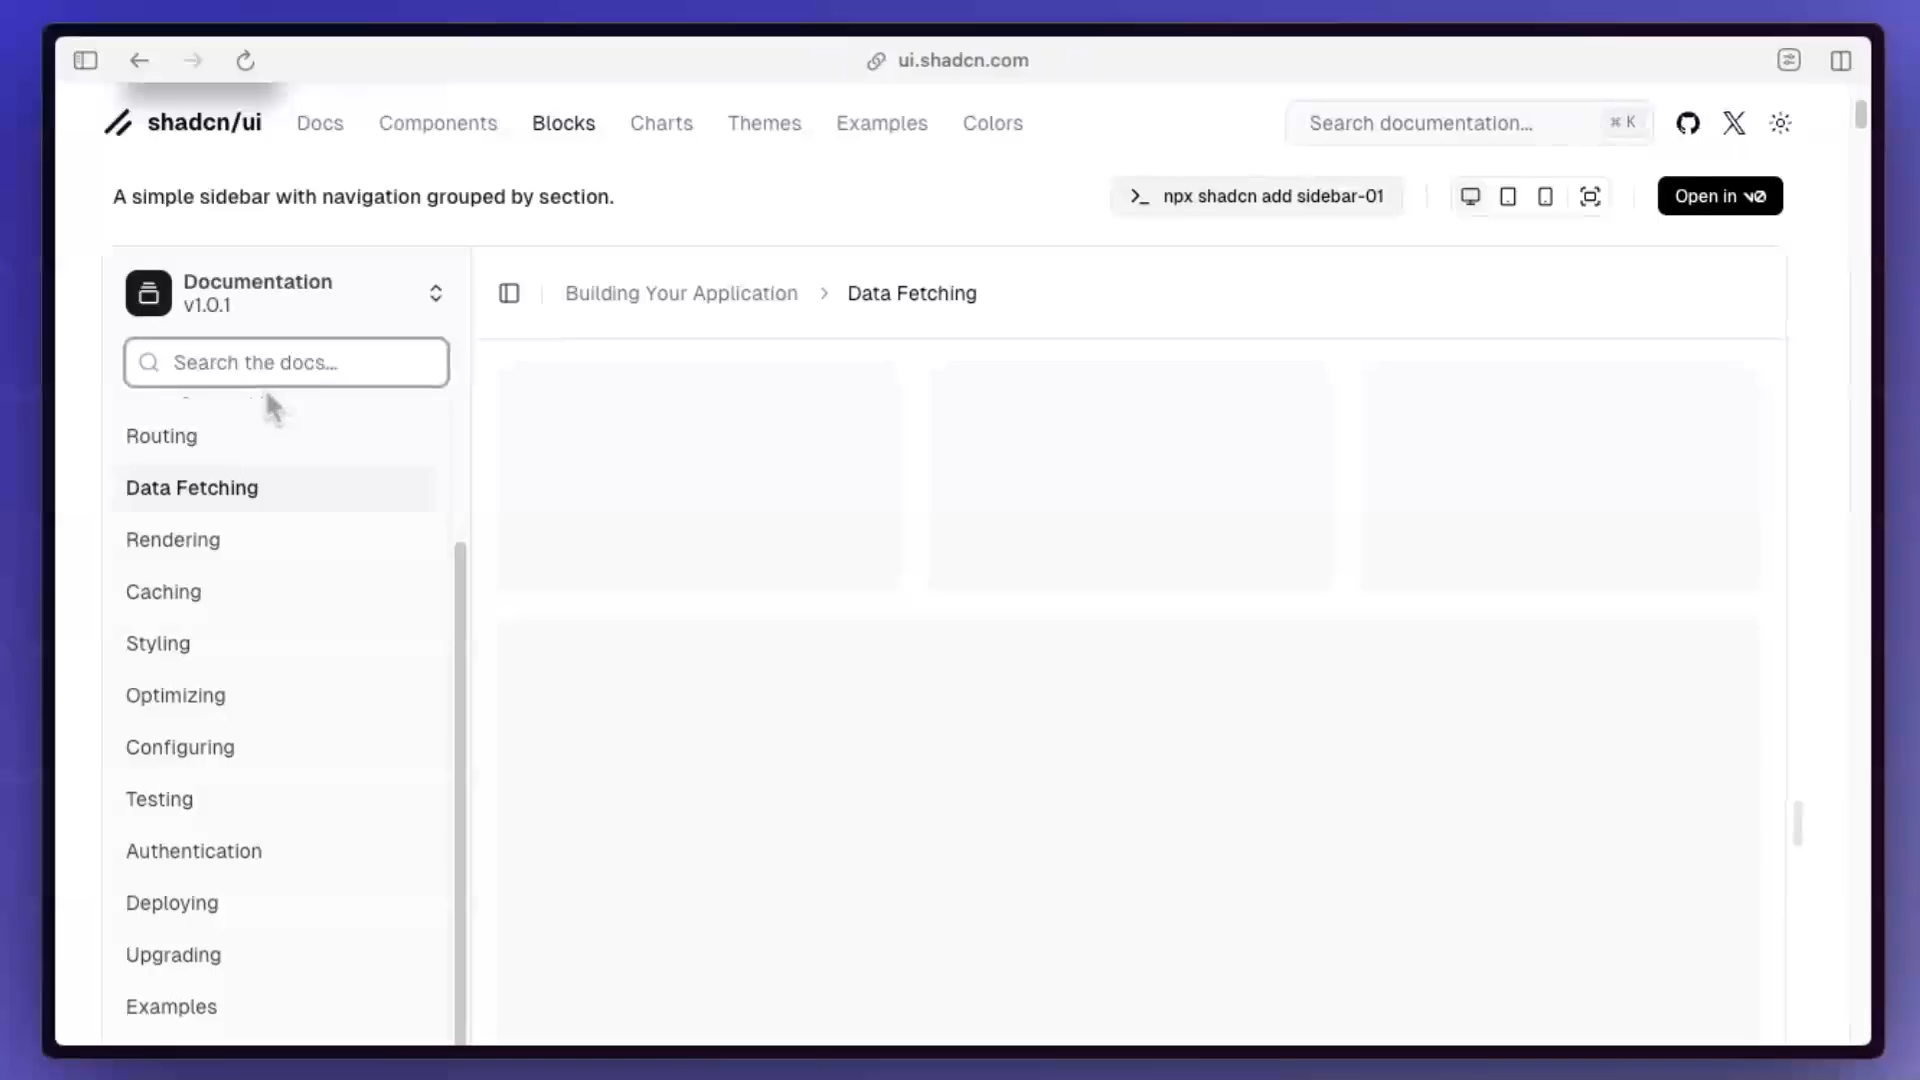 ui.shadcn.com
shadcn/ui Docs Components Blocks Charts Themes Examples Colors Search documentation... ⌘ K
A simple sidebar with navigation grouped by section. npx shadcn add sidebar-01 Open in v0
Documentation
v1.0.1
Building Your Application > Data Fetching
Search the docs...
Routing
Data Fetching
Rendering
Caching
Styling
Optimizing
Configuring
Testing
Authentication
Deploying
Upgrading
Examples